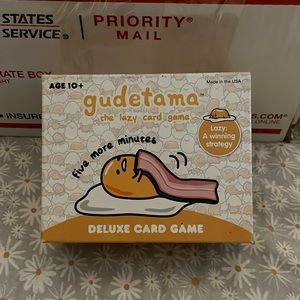 STATES
SERVICE®
PRIORITY®
MAIL
AGE 10+
Made in the USA
gudetama™
the lazy card game
Lazy:
A winning
strategy
five more minutes
DELUXE CARD GAME